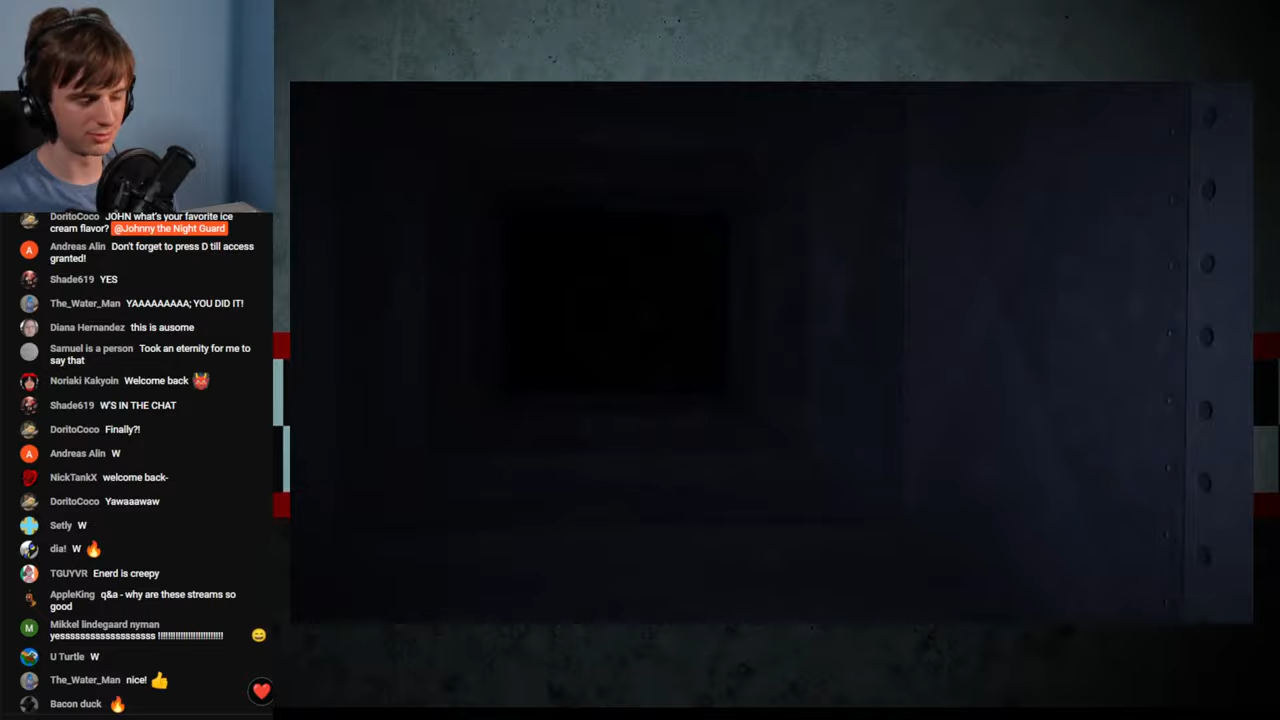 DoritoCoco JOHN what's your favorite ice
cream flavor? @Johnny the Night Guard
Andreas Alin Don't forget to press D till access
granted!
Shade619 YES
The_Water_Man YAAAAAAAAA; YOU DID IT!
Diana Hernandez this is ausome
Samuel is a person Took an eternity for me to
say that
Noriaki Kakyoin Welcome back
Shade619 W'S IN THE CHAT
DoritoCoco Finally?!
A Andreas Alin W
NickTankX welcome back-
DoritoCoco Yawaaawaw
Setly W
dia! W
TGUYVR Enerd is creepy
AppleKing q&a - why are these streams so
good
M Mikkel lindegaard nyman
yesssssssssssssssssss !!!!!!!!!!!!!!!!!!!!!!!!!
U Turtle W
The_Water_Man nice!
Bacon duck